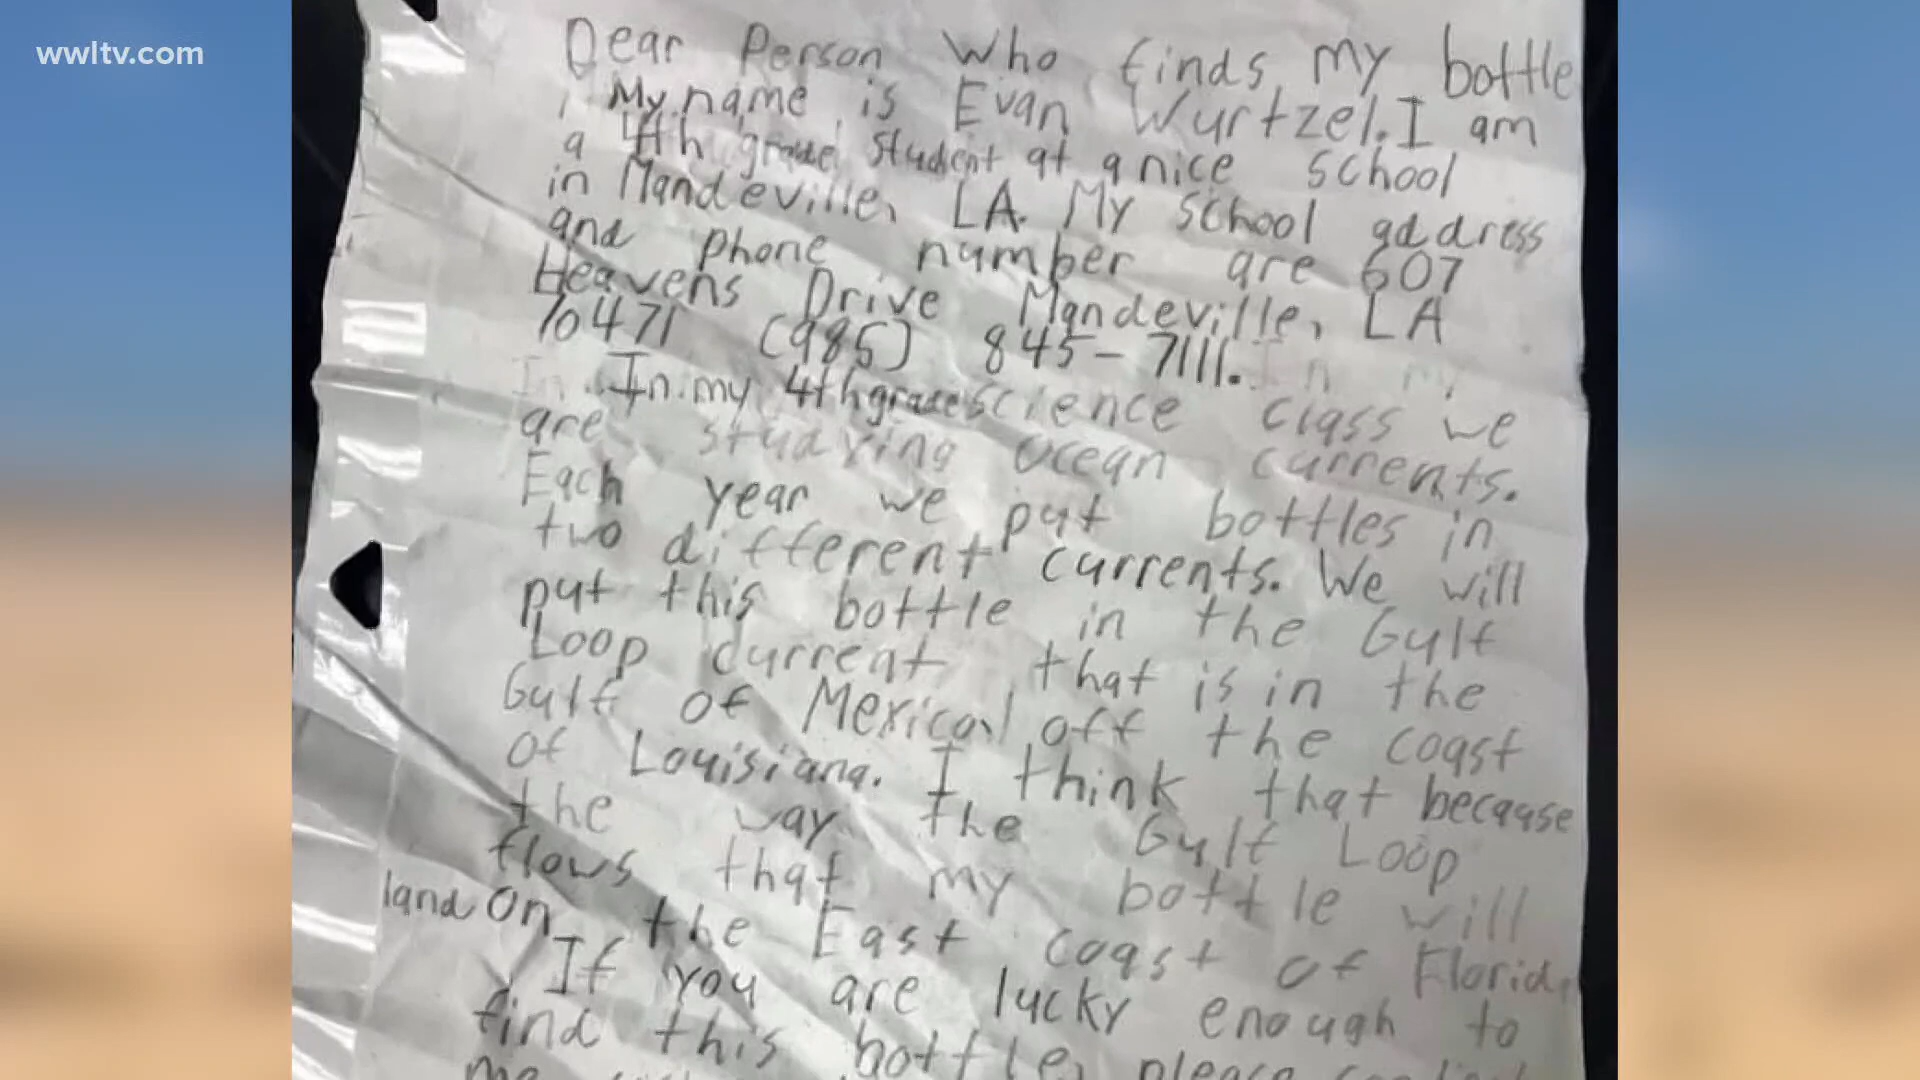 wwltv.com
Dear Person Who finds my bottle
My name is Evan Wurtzel. I am
a 4th grade student at a nice school
in Mandeville, LA. My school address
and phone number are 607
Heavens Drive Mandeville, LA
70471 (985) 845-7111.
In my 4th grade science class we
are studying ocean currents.
Each year we put bottles in
two different currents. We will
put this bottle in the Gulf
Loop current that is in the
Gulf of Mexico off the coast
of Louisiana. I think that because
the way the Gulf Loop
flows that my bottle will
land on the East coast of Florida
If you are lucky enough to
find this bottle, please
me